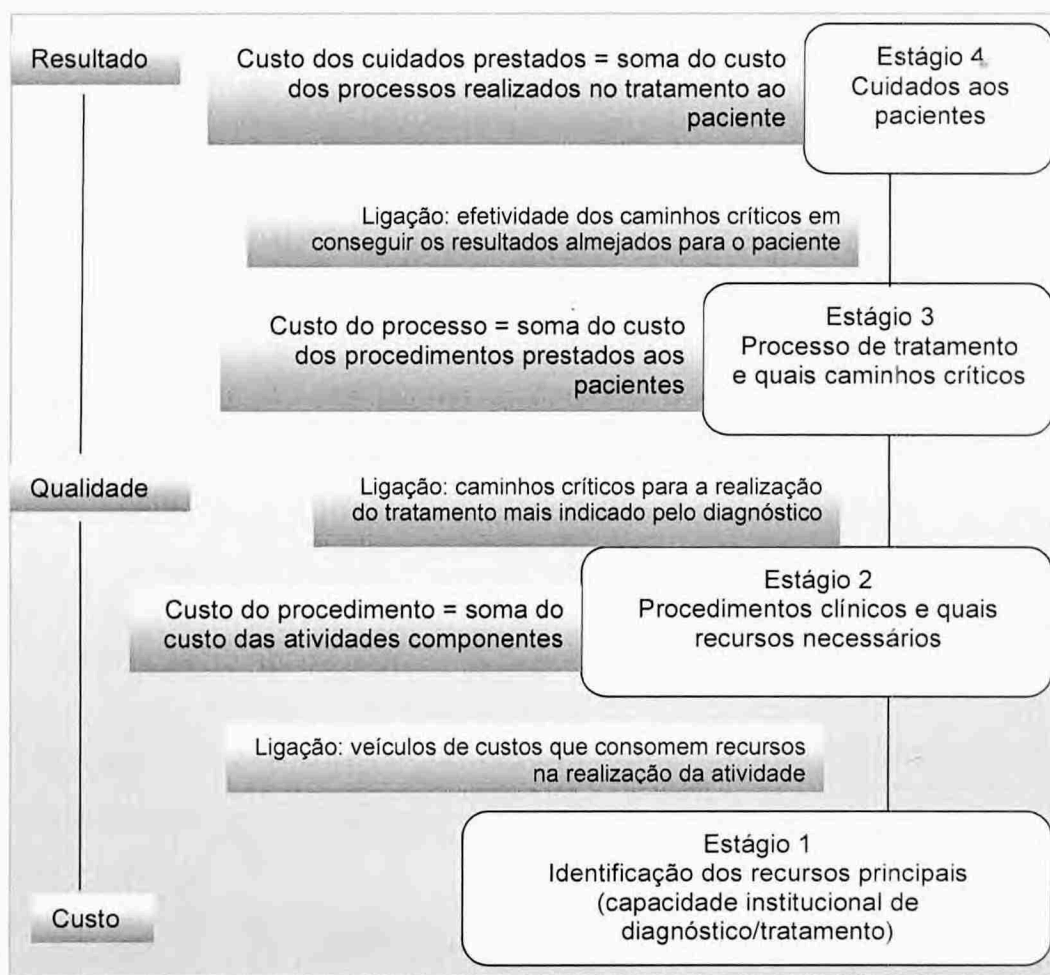 Resultado
Custo dos cuidados prestados = soma do custo
dos processos realizados no tratamento ao
paciente
Estágio 4
Cuidados aos
pacientes
Ligação: efetividade dos caminhos críticos em
conseguir os resultados almejados para o paciente
Custo do processo = soma do custo
dos procedimentos prestados aos
pacientes
Estágio 3
Processo de tratamento
e quais caminhos críticos
Qualidade
Ligação: caminhos críticos para a realização
do tratamento mais indicado pelo diagnóstico
Custo do procedimento = soma do
custo das atividades componentes
Estágio 2
Procedimentos clínicos e quais
recursos necessários
Ligação: veículos de custos que consomem recursos
na realização da atividade
Estágio 1
Identificação dos recursos principais
(capacidade institucional de
diagnóstico/tratamento)
Custo